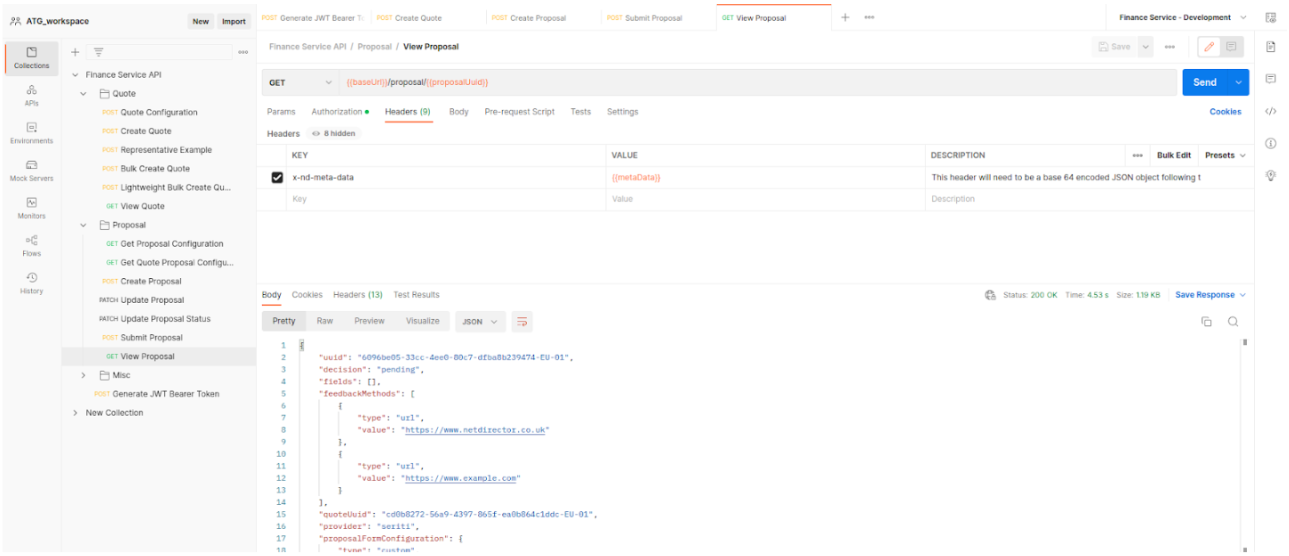 ATG_workspace
New Import
POST Generate JWT Bearer To
POST Create Quote
POST Create Proposal
POST Submit Proposal
GET View Proposal
Finance Service - Development
Collections
APIs
Environments
Mock Servers
Monitors
Flows
History
Finance Service API
Quote
POST Quote Configuration
POST Create Quote
POST Representative Example
POST Bulk Create Quote
POST Lightweight Bulk Create Qu...
GET View Quote
Proposal
GET Get Proposal Configuration
GET Get Quote Proposal Configu...
POST Create Proposal
PATCH Update Proposal
PATCH Update Proposal Status
POST Submit Proposal
GET View Proposal
Misc
POST Generate JWT Bearer Token
New Collection
Finance Service API / Proposal / View Proposal
Save
GET {{baseUrl}}/proposal/{{proposalUuid}}
Send
Params Authorization Headers (9) Body Pre-request Script Tests Settings
Cookies
Headers 8 hidden
KEY VALUE DESCRIPTION Bulk Edit Presets
x-nd-meta-data {{metaData}} This header will need to be a base 64 encoded JSON object following t
Key Value Description
Body Cookies Headers (13) Test Results
Status: 200 OK Time: 4.53 s Size: 1.19 KB Save Response
Pretty Raw Preview Visualize JSON
1 {
2 "uuid": "6096be05-33cc-4ee0-80c7-dfba8b239474-EU-01",
3 "decision": "pending",
4 "fields": [],
5 "feedbackMethods": [
6 {
7 "type": "url",
8 "value": "https://www.netdirector.co.uk"
9 },
10 {
11 "type": "url",
12 "value": "https://www.example.com"
13 }
14 ],
15 "quoteUuid": "cd0b8272-56a9-4397-865f-ea0b864c1ddc-EU-01",
16 "provider": "seriti",
17 "proposalFormConfiguration": {
18 "type": "custom",